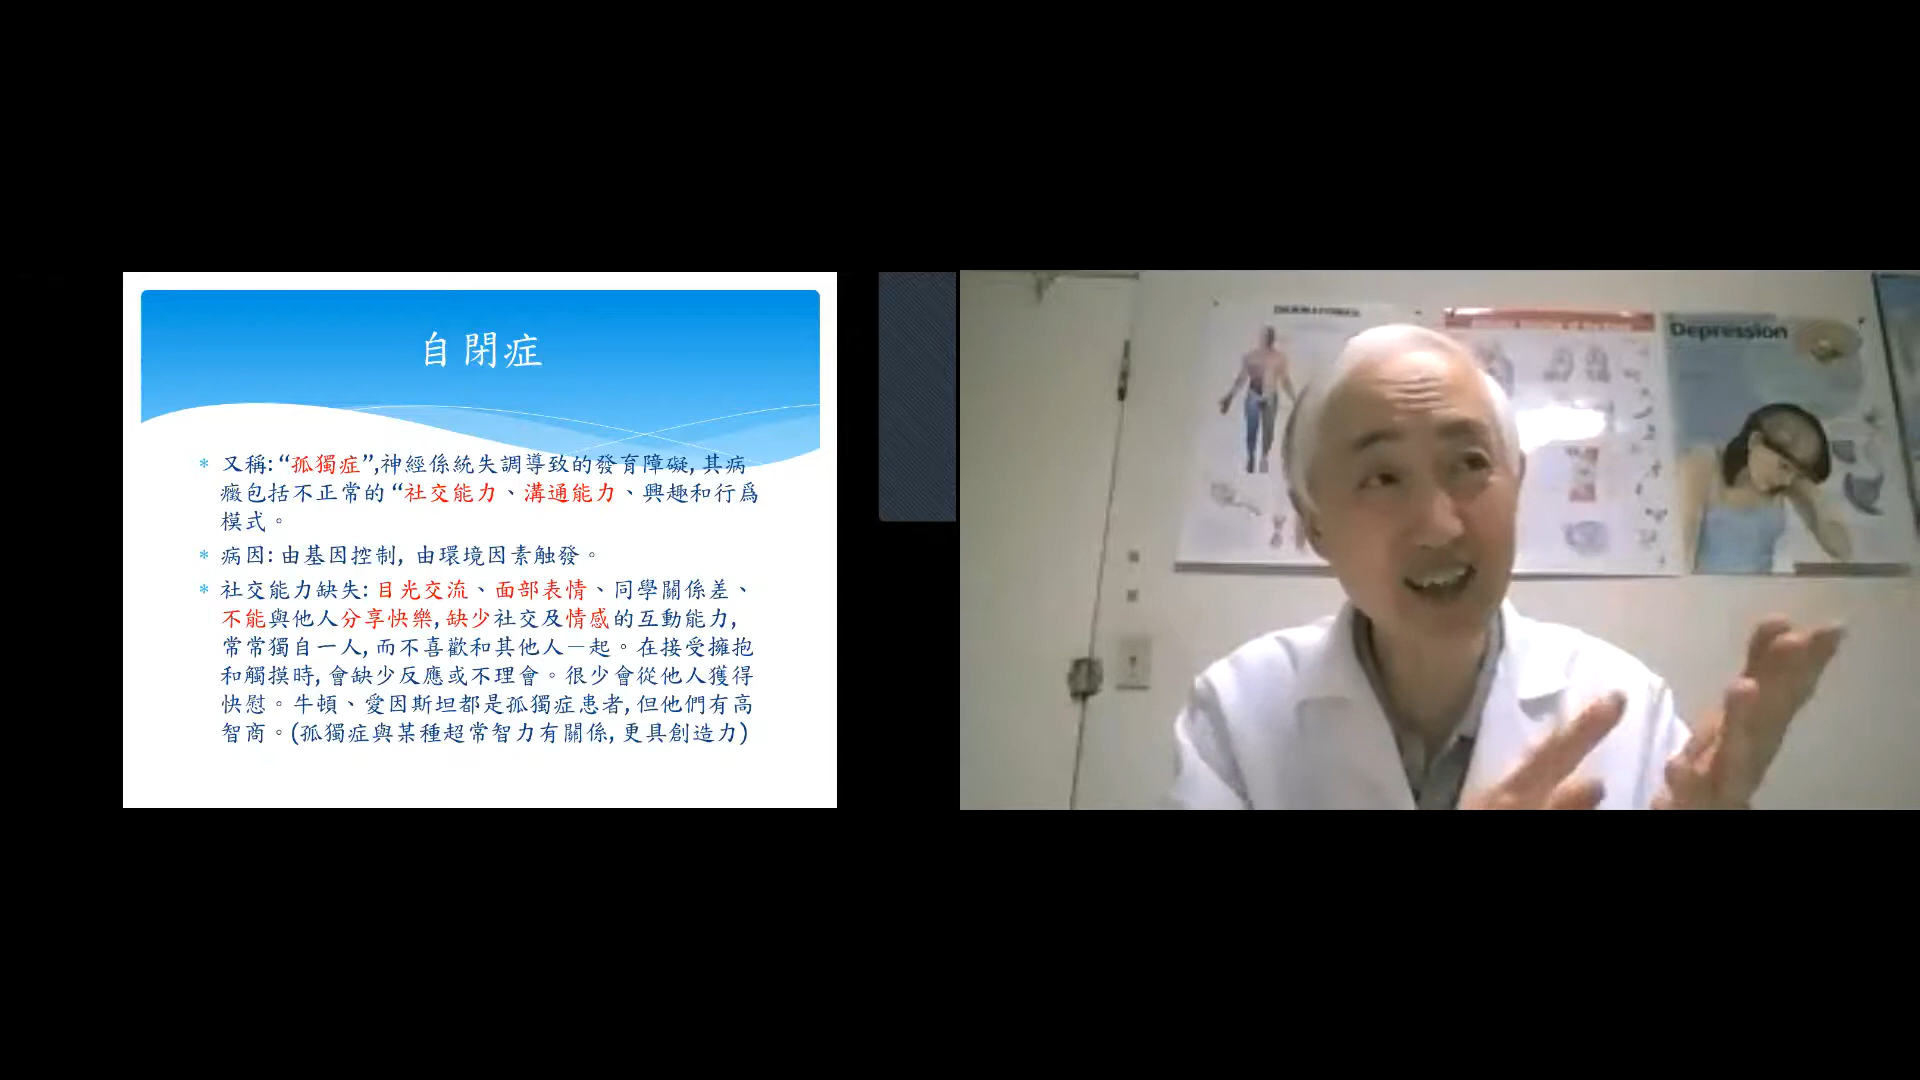 自閉症
* 又稱: “孤獨症”,神經係統失調導致的發育障礙, 其病
癥包括不正常的 “社交能力、溝通能力、興趣和行爲
模式。
* 病因: 由基因控制, 由環境因素触發。
* 社交能力缺失: 目光交流、面部表情、同學關係差、
不能與他人分享快樂, 缺少社交及情感的互動能力,
常常獨自一人, 而不喜歡和其他人一起。在接受擁抱
和觸摸時, 會缺少反應或不理會。很少會從他人獲得
快慰。牛頓、愛因斯坦都是孤獨症患者, 但他們有高
智商。(孤獨症與某種超常智力有關係, 更具創造力)
Depression